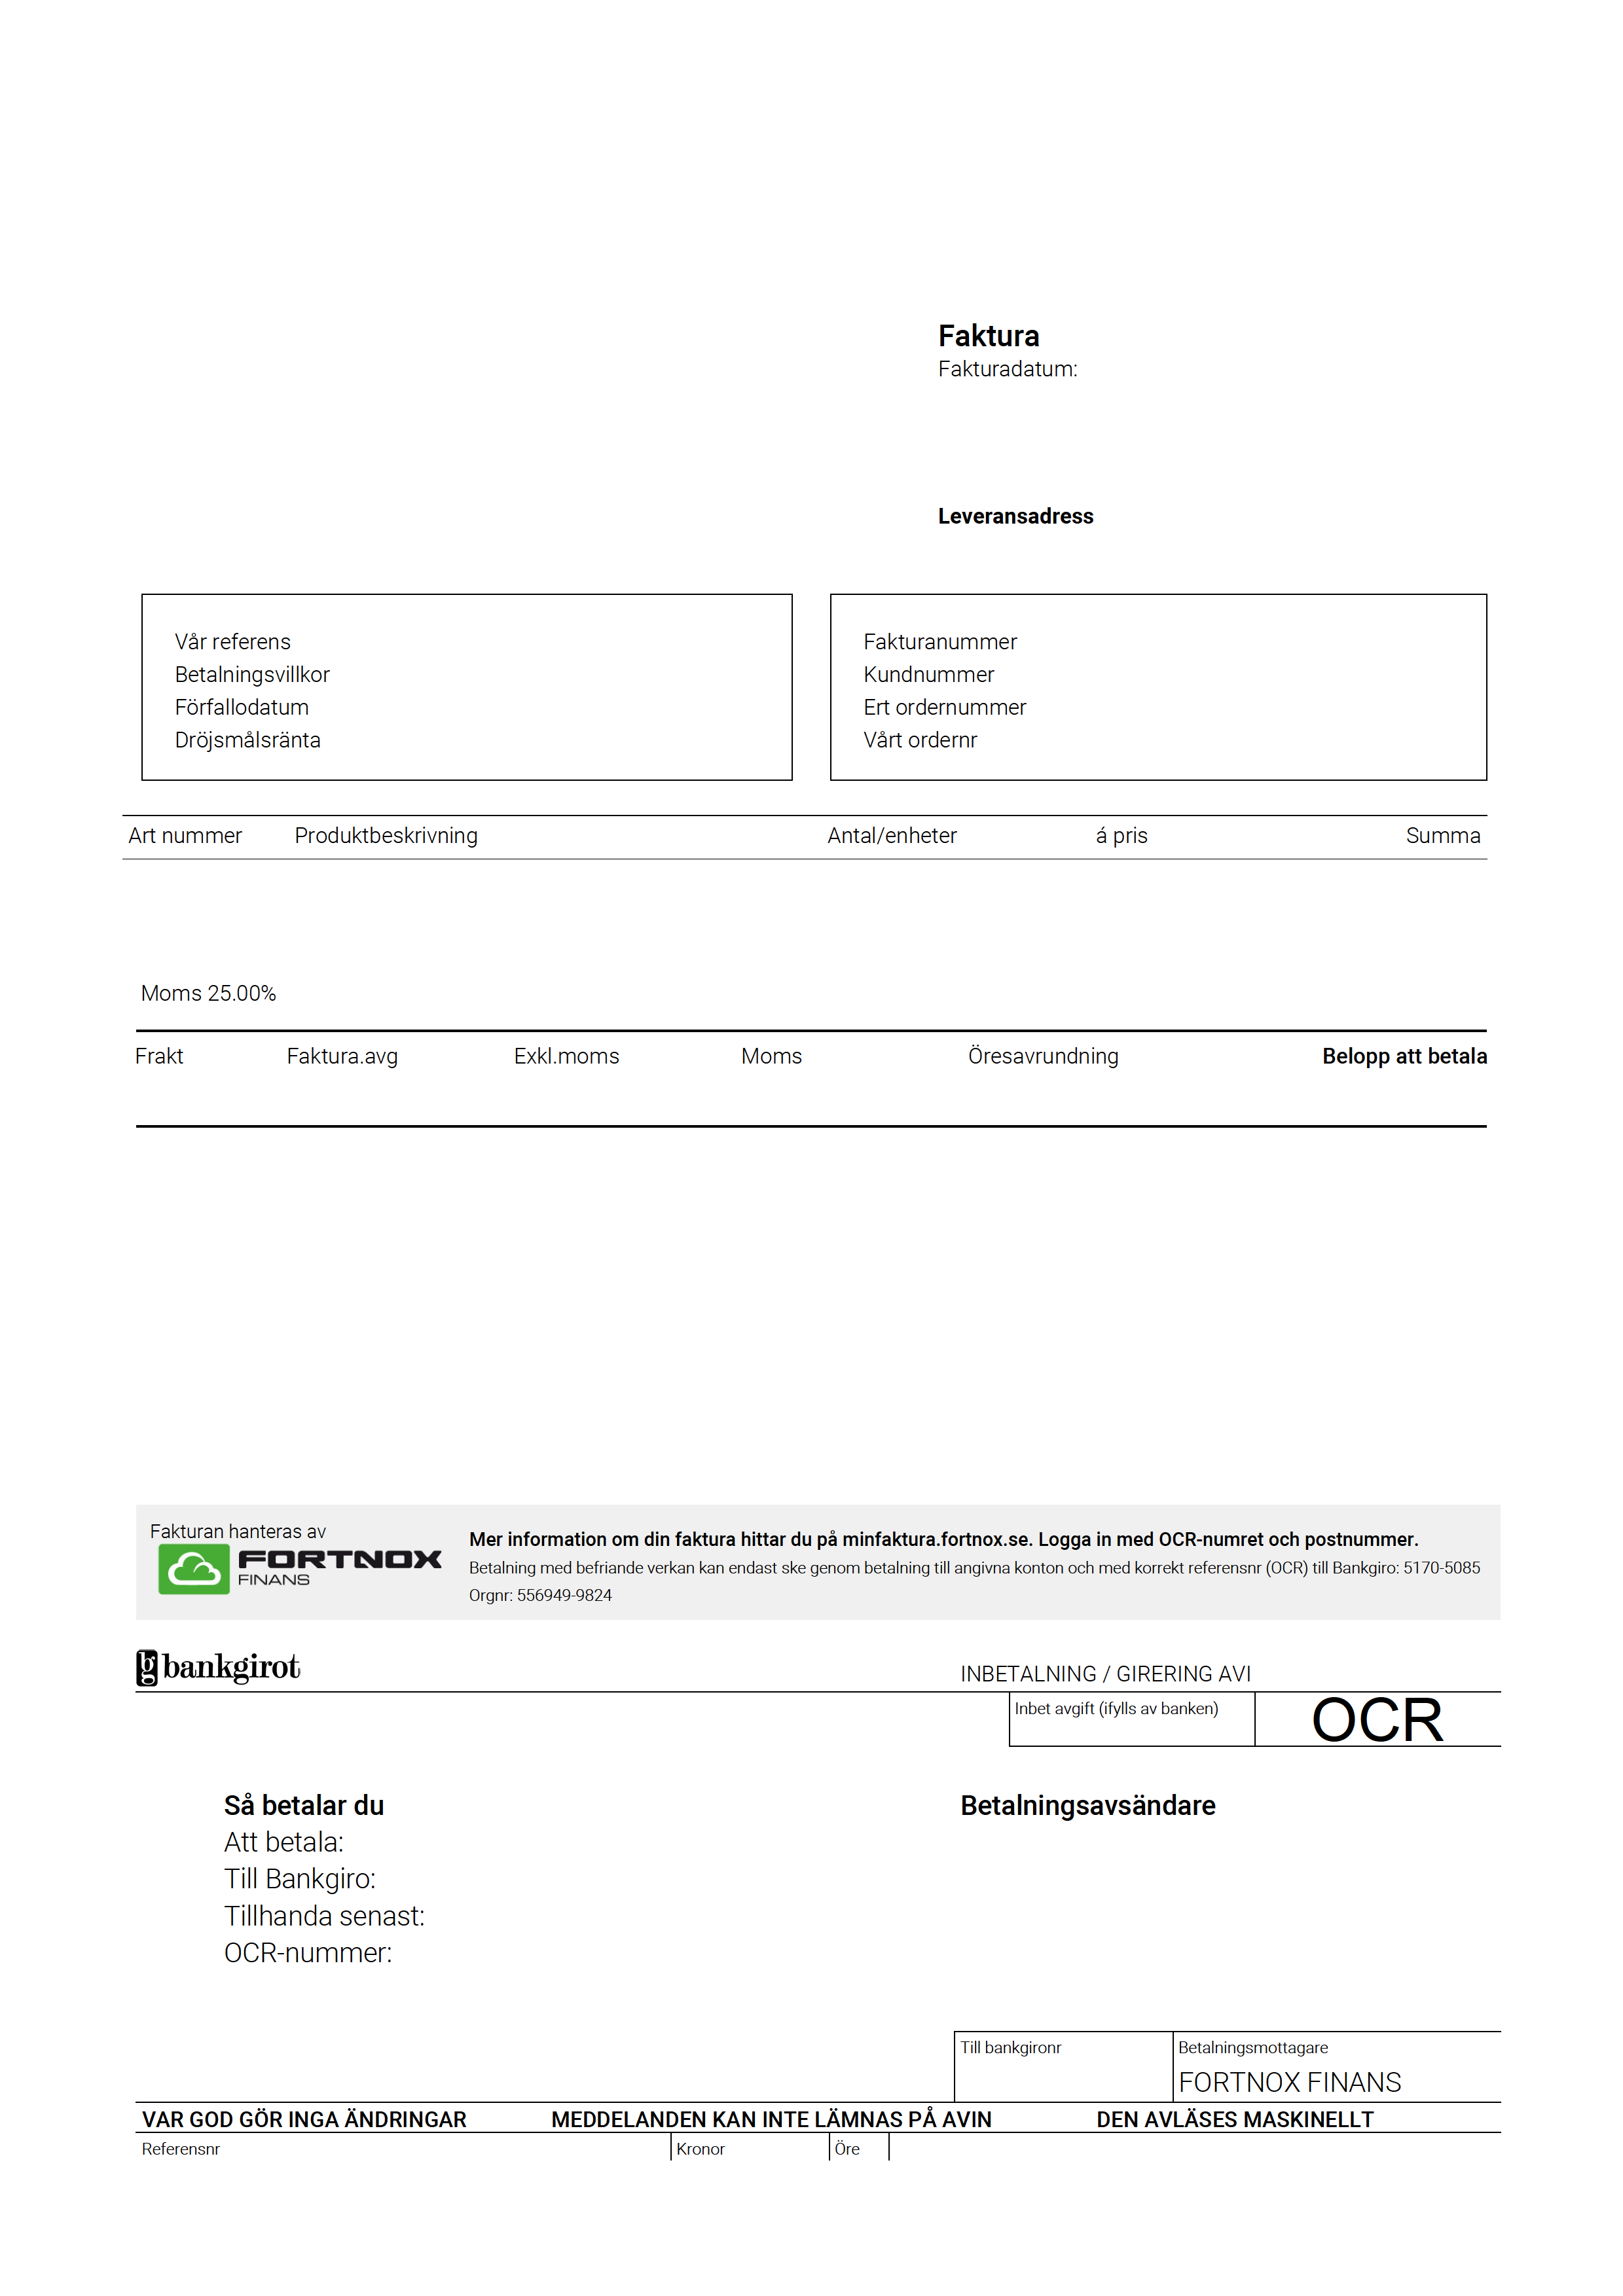 Faktura
Fakturadatum:
Leveransadress
Vår referens
Betalningsvillkor
Förfallodatum
Dröjsmålsränta
Fakturanummer
Kundnummer
Ert ordernummer
Vårt ordernr
Art nummer Produktbeskrivning Antal/enheter á pris Summa
Moms 25.00%
Frakt Faktura.avg Exkl.moms Moms Öresavrundning Belopp att betala
Fakturan hanteras av
FORTNOX
FINANS
Mer information om din faktura hittar du på minfaktura.fortnox.se. Logga in med OCR-numret och postnummer.
Betalning med befriande verkan kan endast ske genom betalning till angivna konton och med korrekt referensnr (OCR) till Bankgiro: 5170-5085
Orgnr: 556949-9824
bg bankgirot
INBETALNING / GIRERING AVI
Inbet avgift (ifylls av banken)
OCR
Så betalar du
Att betala:
Till Bankgiro:
Tillhanda senast:
OCR-nummer:
Betalningsavsändare
Till bankgironr
Betalningsmottagare
FORTNOX FINANS
VAR GOD GÖR INGA ÄNDRINGAR MEDDELANDEN KAN INTE LÄMNAS PÅ AVIN DEN AVLÄSES MASKINELLT
Referensnr Kronor Öre